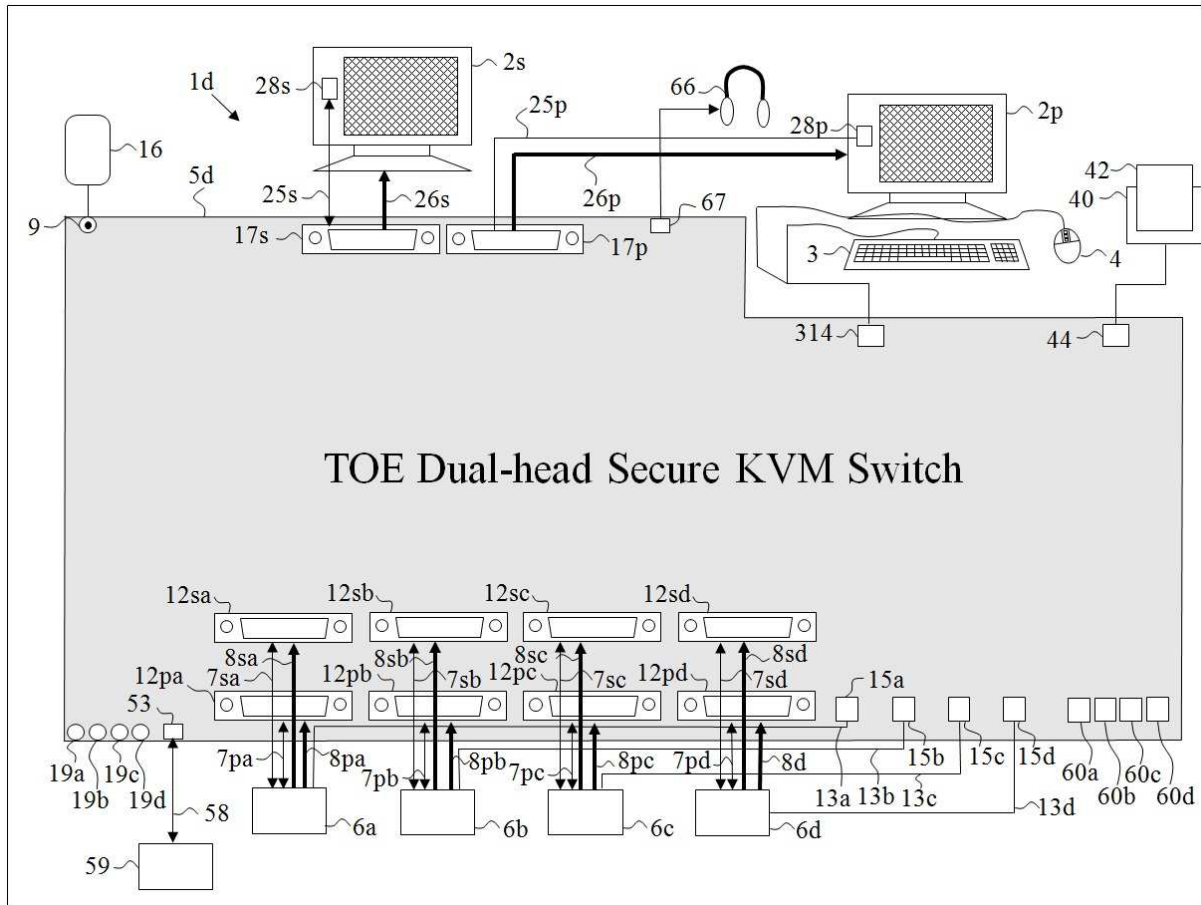 2s
1d
28s
66
25p
2p
28p
16
42
40
5d
25s
26s
26p
67
9
17s
17p
3
4
314
44
TOE Dual-head Secure KVM Switch
12sa
12sb
12sc
12sd
8sa
8sb
8sc
8sd
7sa
7sb
7sc
7sd
12pa
12pb
12pc
12pd
15a
53
19a
19b
19c
19d
7pa
8pa
7pb
8pb
7pc
8pc
7pd
8d
15b
15c
15d
60a
60b
60c
60d
13a
13b
13c
13d
58
6a
6b
6c
6d
59